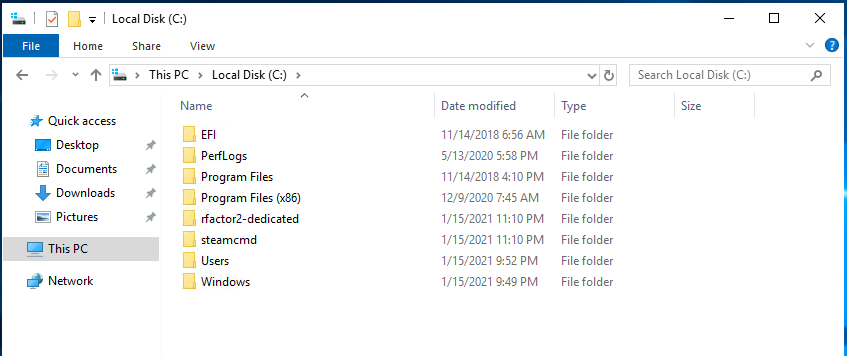 Local Disk (C:)
File Home Share View
This PC Local Disk (C:) Search Local Disk (C:)
Name Date modified Type Size
Quick access
Desktop
Documents
Downloads
Pictures
This PC
Network
EFI 11/14/2018 6:56 AM File folder
PerfLogs 5/13/2020 5:58 PM File folder
Program Files 11/14/2018 4:10 PM File folder
Program Files (x86) 12/9/2020 7:45 AM File folder
rfactor2-dedicated 1/15/2021 11:10 PM File folder
steamcmd 1/15/2021 11:10 PM File folder
Users 1/15/2021 9:52 PM File folder
Windows 1/15/2021 9:49 PM File folder